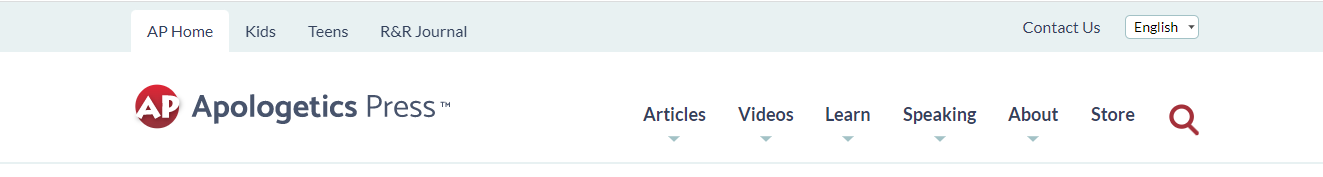 AP Home Kids Teens R&R Journal Contact Us English
AP Apologetics Press™
Articles Videos Learn Speaking About Store